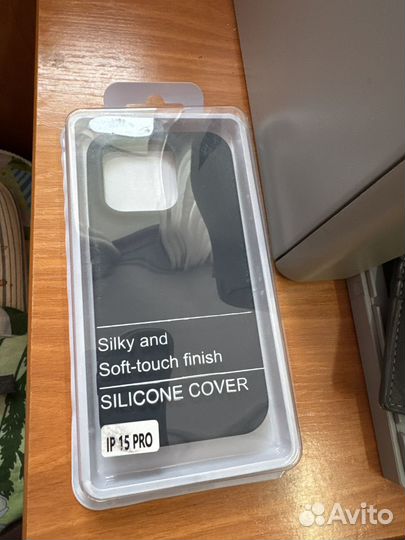 Silky and
Soft-touch finish
SILICONE COVER
IP 15 PRO
Avito